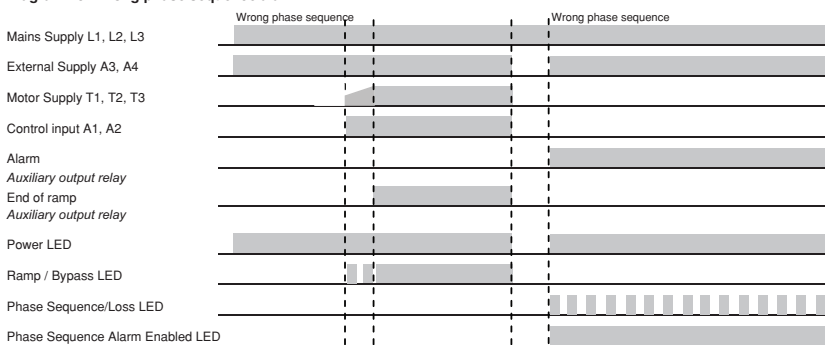 Wrong phase sequence Wrong phase sequence
Mains Supply L1, L2, L3
External Supply A3, A4
Motor Supply T1, T2, T3
Control input A1, A2
Alarm
Auxiliary output relay
End of ramp
Auxiliary output relay
Power LED
Ramp / Bypass LED
Phase Sequence/Loss LED
Phase Sequence Alarm Enabled LED